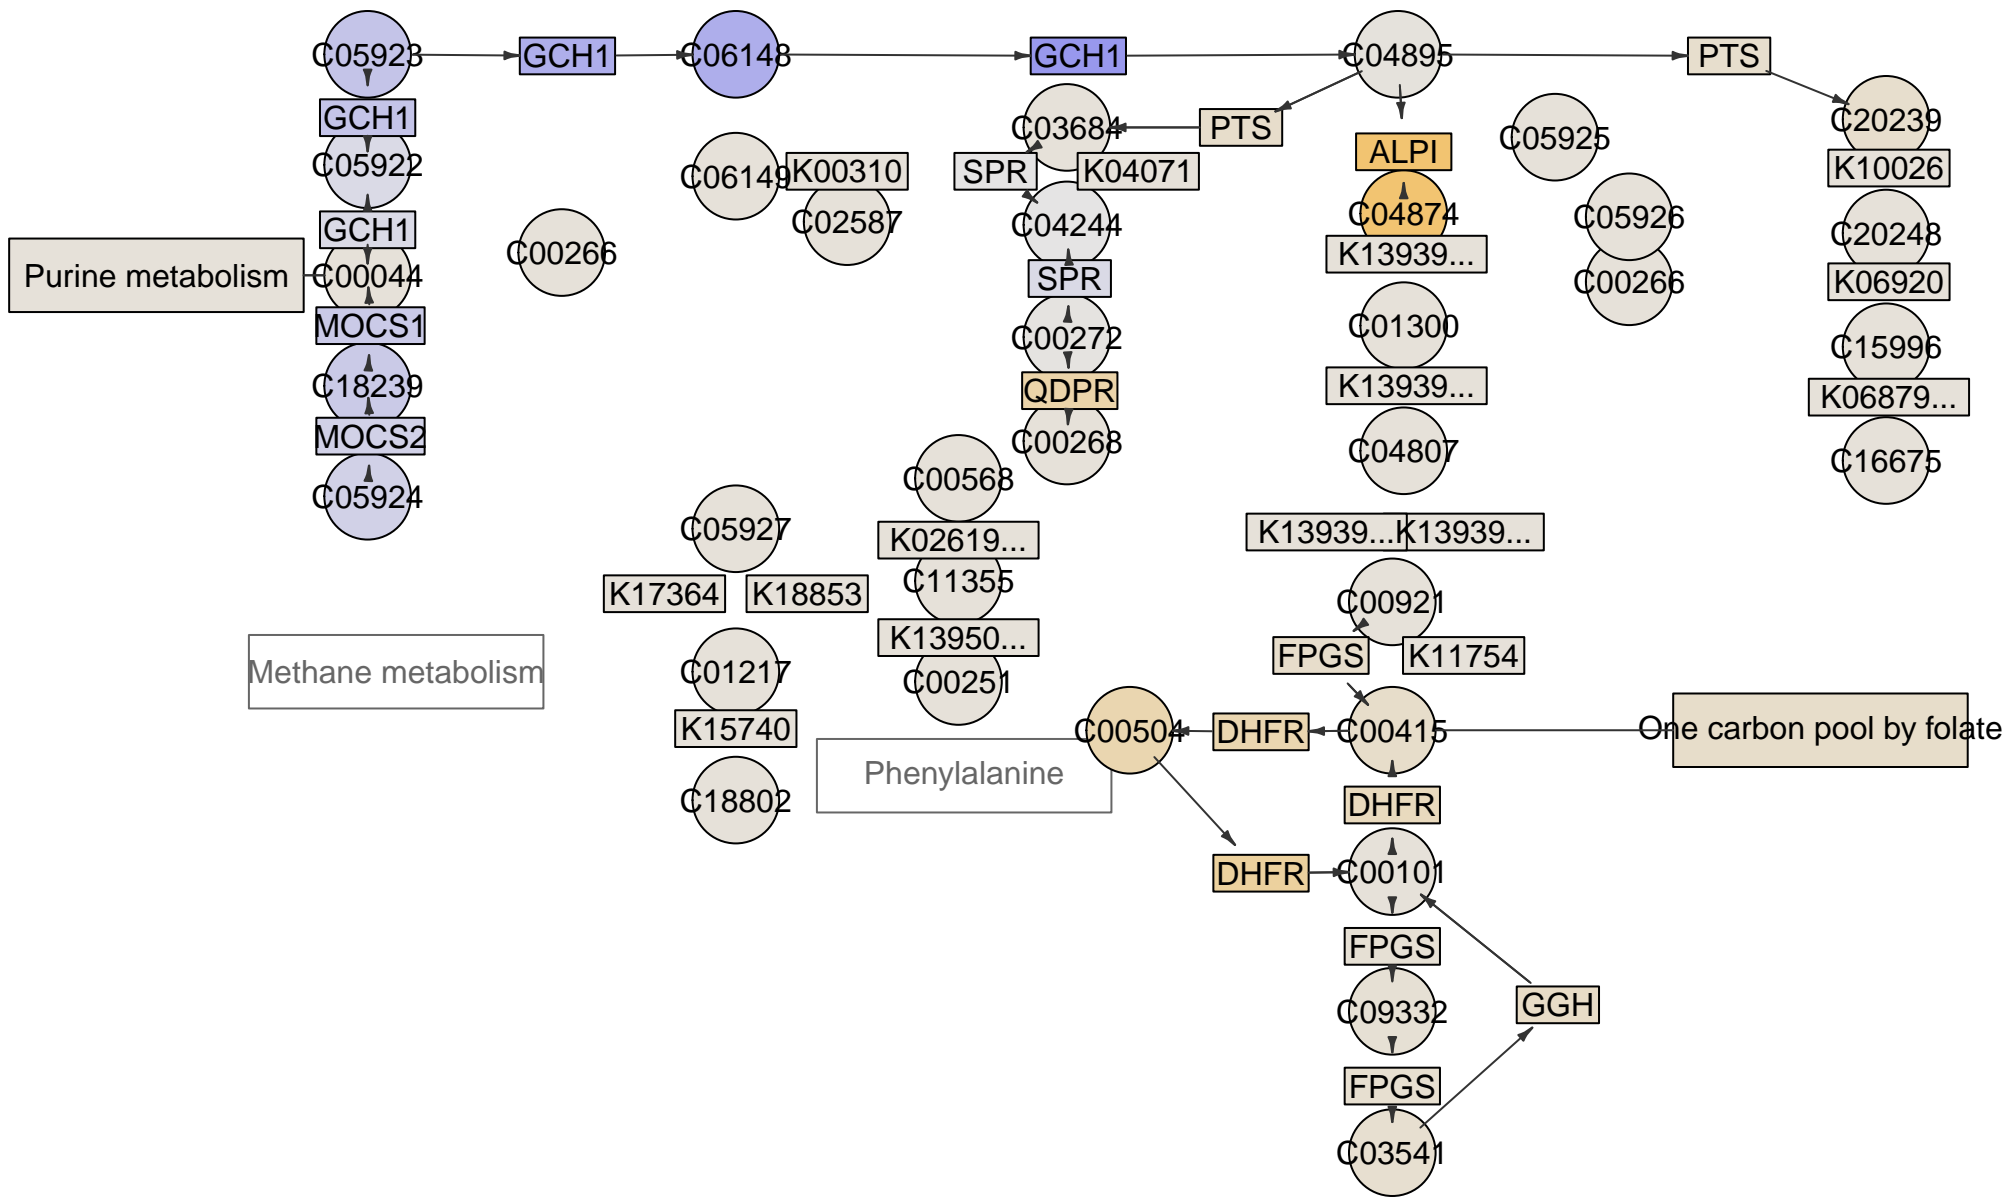 C05923
GCH1
C06148
GCH1
C04895
PTS
GCH1
C03684
PTS
C20239
C05925
ALPI
C05922
C06149
K00310
SPR
K04071
K10026
GCH1
C02587
C04244
C04874
C05926
C20248
C00266
K13939...
Purine metabolism
C00044
SPR
C00266
K06920
MOCS1
C00272
C01300
C15996
C18239
QDPR
K13939...
K06879...
MOCS2
C00268
C04807
C16675
C05924
C00568
C05927
K02619...
K13939...
K13939...
K17364
K18853
C11355
C00921
K13950...
FPGS
K11754
Methane metabolism
C01217
C00251
K15740
C00504
DHFR
C00415
One carbon pool by folate
Phenylalanine
C18802
DHFR
DHFR
C00101
FPGS
C09332
GGH
FPGS
C03541